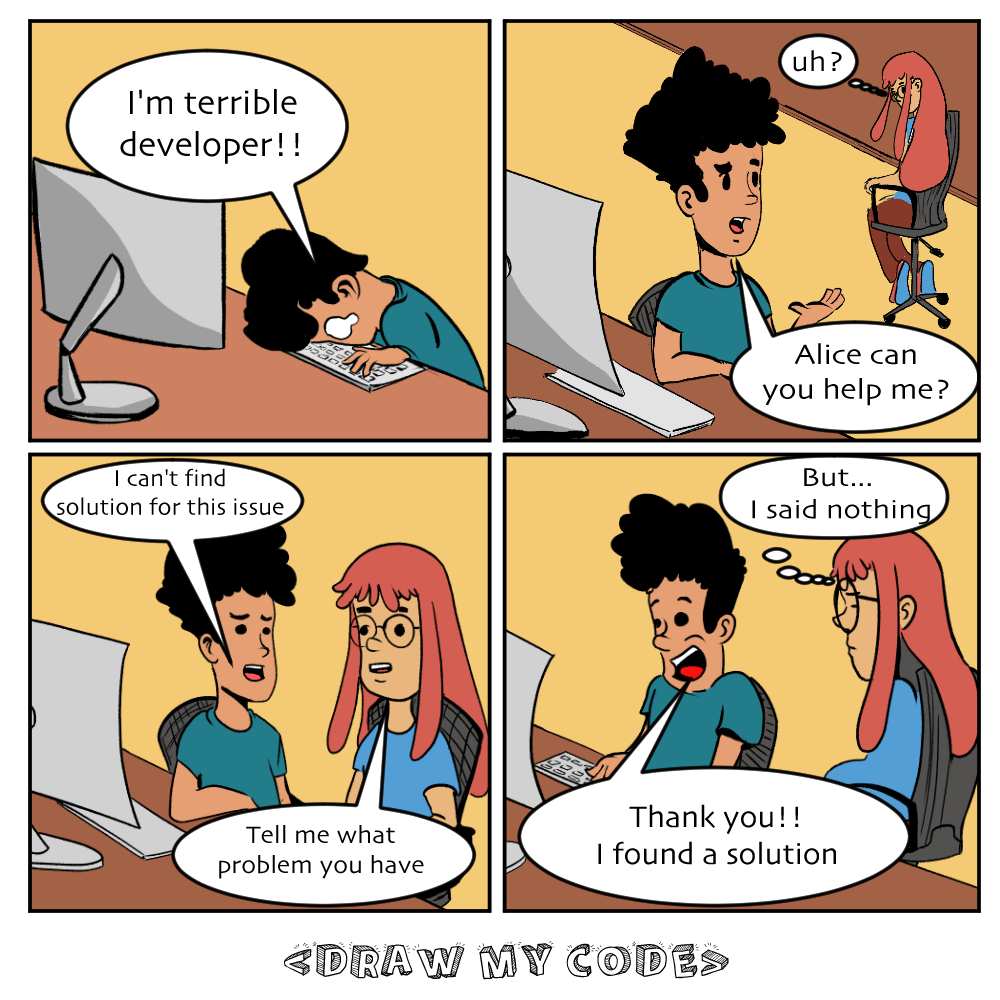 I'm terrible
developer!!
uh?
Alice can
you help me?
I can't find
solution for this issue
Tell me what
problem you have
But...
I said nothing
Thank you!!
I found a solution
<DRAW MY CODE>